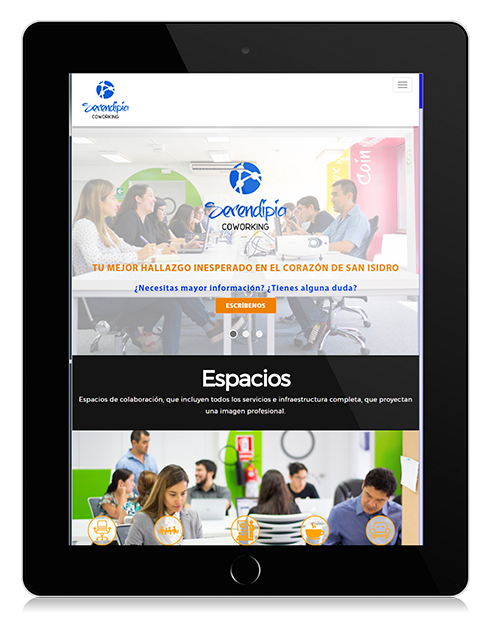 Serendipia
COWORKING
Coin
Serendipia
COWORKING
TU MEJOR HALLAZGO INESPERADO EN EL CORAZÓN DE SAN ISIDRO
¿Necesitas mayor información? ¿Tienes alguna duda?
ESCRÍBENOS
Espacios
Espacios de colaboración, que incluyen todos los servicios e infraestructura completa, que proyectan
una imagen profesional.